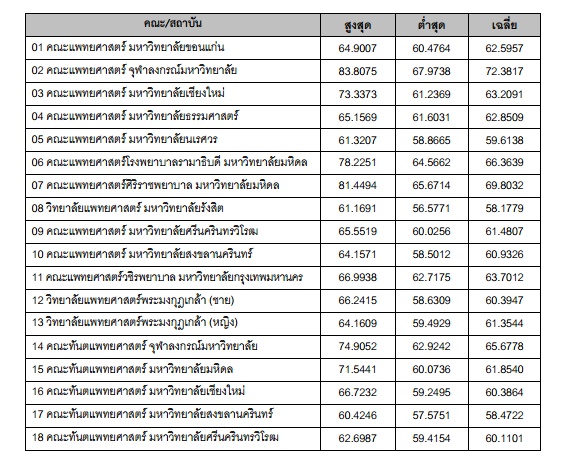 คณะ/สถาบัน สูงสุด ต่ำสุด เฉลี่ย
01 คณะแพทยศาสตร์ มหาวิทยาลัยขอนแก่น 64.9007 60.4764 62.5957
02 คณะแพทยศาสตร์ จุฬาลงกรณ์มหาวิทยาลัย 83.8075 67.9738 72.3817
03 คณะแพทยศาสตร์ มหาวิทยาลัยเชียงใหม่ 73.3373 61.2369 63.2091
04 คณะแพทยศาสตร์ มหาวิทยาลัยธรรมศาสตร์ 65.1569 61.6031 62.8509
05 คณะแพทยศาสตร์ มหาวิทยาลัยนเรศวร 61.3207 58.8665 59.6138
06 คณะแพทยศาสตร์โรงพยาบาลรามาธิบดี มหาวิทยาลัยมหิดล 78.2251 64.5662 66.3639
07 คณะแพทยศาสตร์ศิริราชพยาบาล มหาวิทยาลัยมหิดล 81.4494 65.6714 69.8032
08 วิทยาลัยแพทยศาสตร์ มหาวิทยาลัยรังสิต 61.1691 56.5771 58.1779
09 คณะแพทยศาสตร์ มหาวิทยาลัยศรีนครินทรวิโรฒ 65.5519 60.0256 61.4807
10 คณะแพทยศาสตร์ มหาวิทยาลัยสงขลานครินทร์ 64.1571 58.5012 60.9326
11 คณะแพทยศาสตร์วชิรพยาบาล มหาวิทยาลัยกรุงเทพมหานคร 66.9938 62.7175 63.7012
12 วิทยาลัยแพทยศาสตร์พระมงกุฎเกล้า (ชาย) 66.2415 58.6309 60.3947
13 วิทยาลัยแพทยศาสตร์พระมงกุฎเกล้า (หญิง) 64.1609 59.4929 61.3544
14 คณะทันตแพทยศาสตร์ จุฬาลงกรณ์มหาวิทยาลัย 74.9052 62.9242 65.6778
15 คณะทันตแพทยศาสตร์ มหาวิทยาลัยมหิดล 71.5441 60.0736 61.8540
16 คณะทันตแพทยศาสตร์ มหาวิทยาลัยเชียงใหม่ 66.7232 59.2495 60.3864
17 คณะทันตแพทยศาสตร์ มหาวิทยาลัยสงขลานครินทร์ 60.4246 57.5751 58.4722
18 คณะทันตแพทยศาสตร์ มหาวิทยาลัยศรีนครินทรวิโรฒ 62.6987 59.4154 60.1101